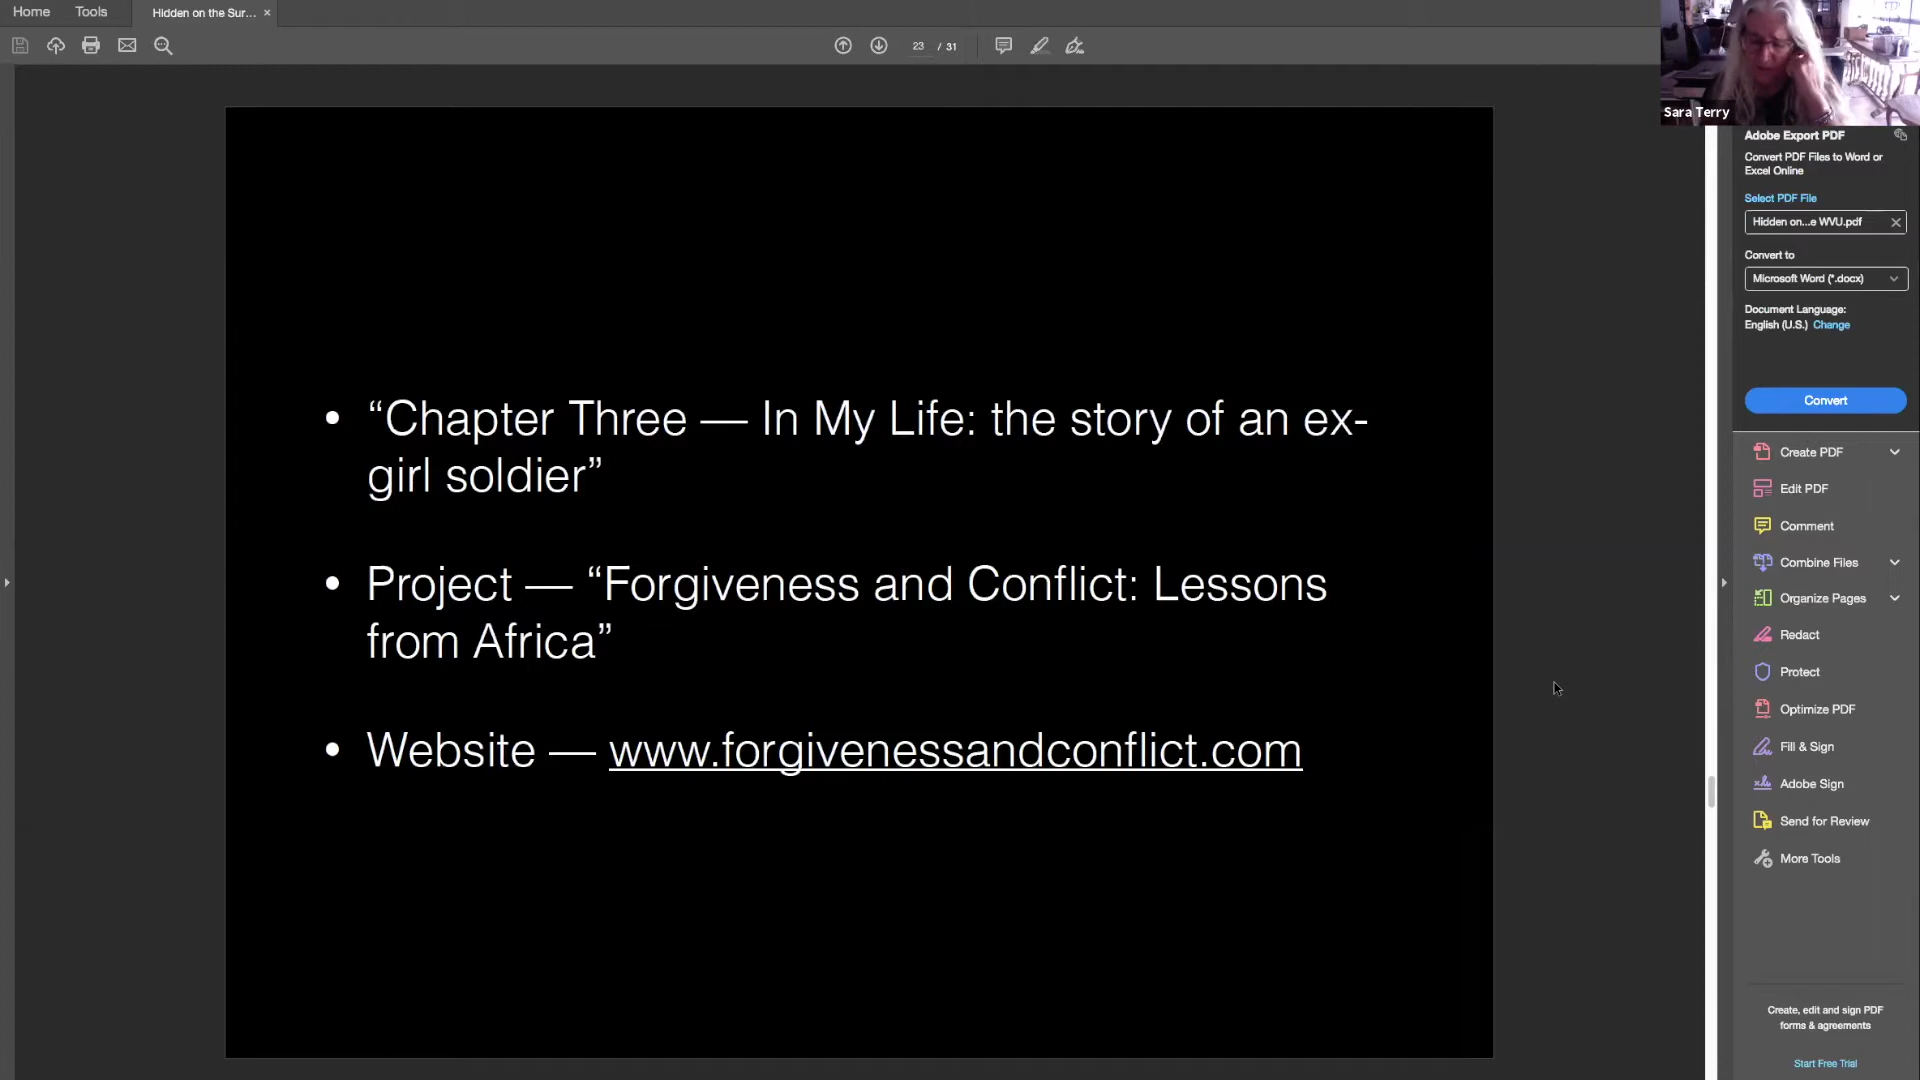 Home Tools Hidden on the Sur... ×
23 / 31
Sara Terry
“Chapter Three — In My Life: the story of an ex-
girl soldier”
Project — “Forgiveness and Conflict: Lessons
from Africa”
Website — www.forgivenessandconflict.com
Adobe Export PDF
Convert PDF Files to Word or
Excel Online
Select PDF File
Hidden on...e WVU.pdf
Convert to
Microsoft Word (*.docx)
Document Language:
English (U.S.) Change
Convert
Create PDF
Edit PDF
Comment
Combine Files
Organize Pages
Redact
Protect
Optimize PDF
Fill & Sign
Adobe Sign
Send for Review
More Tools
Create, edit and sign PDF
forms & agreements
Start Free Trial